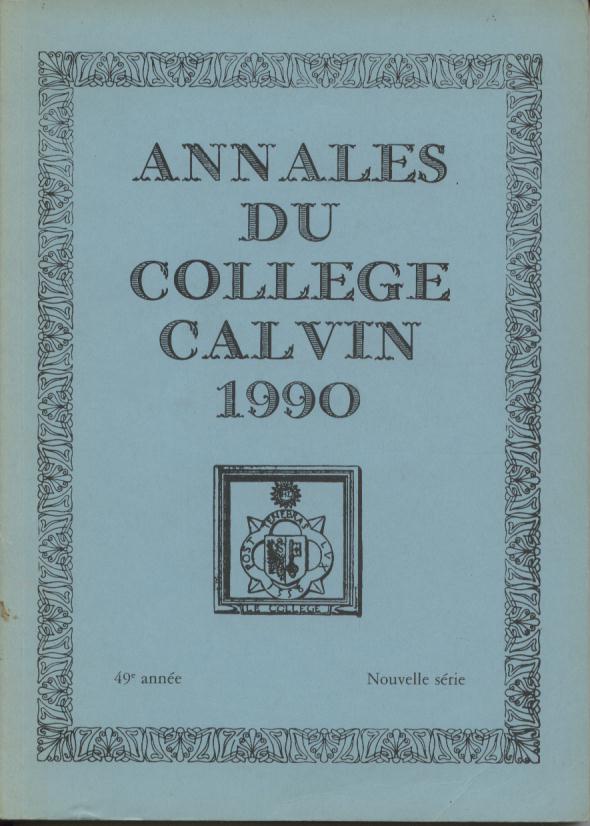 ANNALES
DU
COLLEGE
CALVIN
1990
POST TENEBRAS LUX
LE COLLEGE
49e année
Nouvelle série